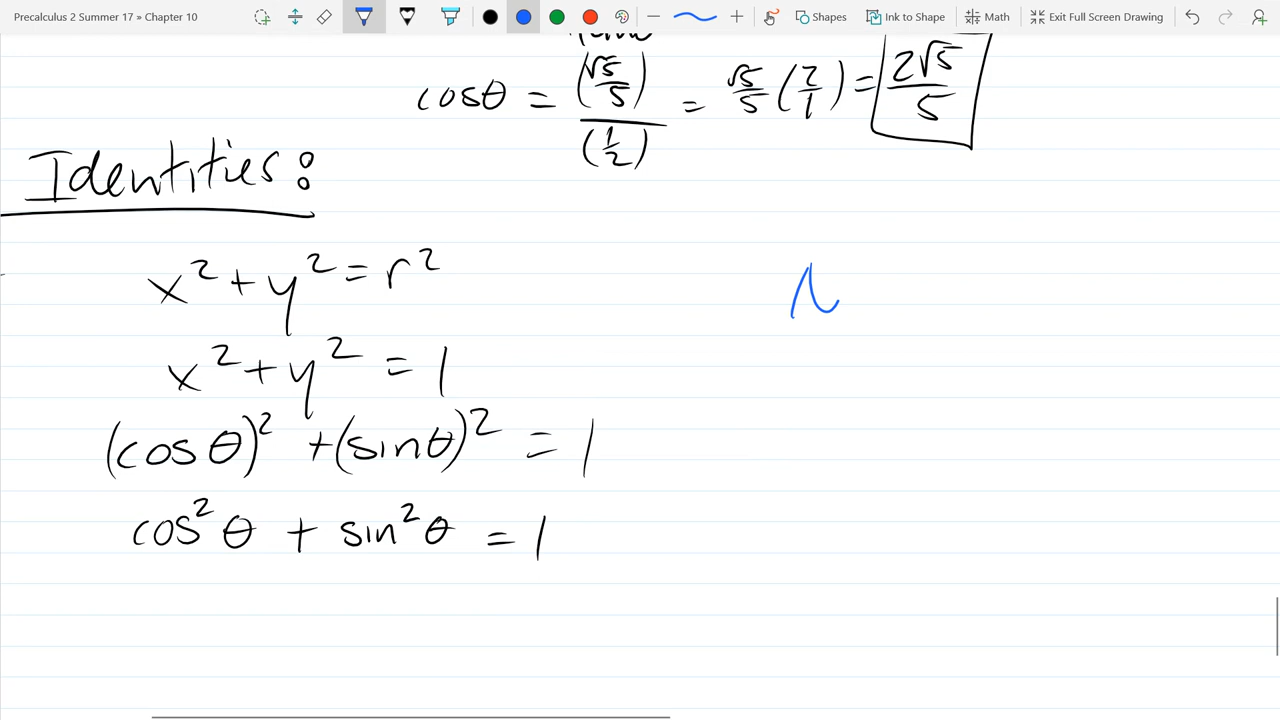 Precalculus 2 Summer 17 » Chapter 10
Shapes
Ink to Shape
Math
Exit Full Screen Drawing
cosθ = (√5/5)/(1/2) = √5/5 (2/1) = 2√5/5
Identities:
x² + y² = r²
x² + y² = 1
(cosθ)² + (sinθ)² = 1
cos²θ + sin²θ = 1